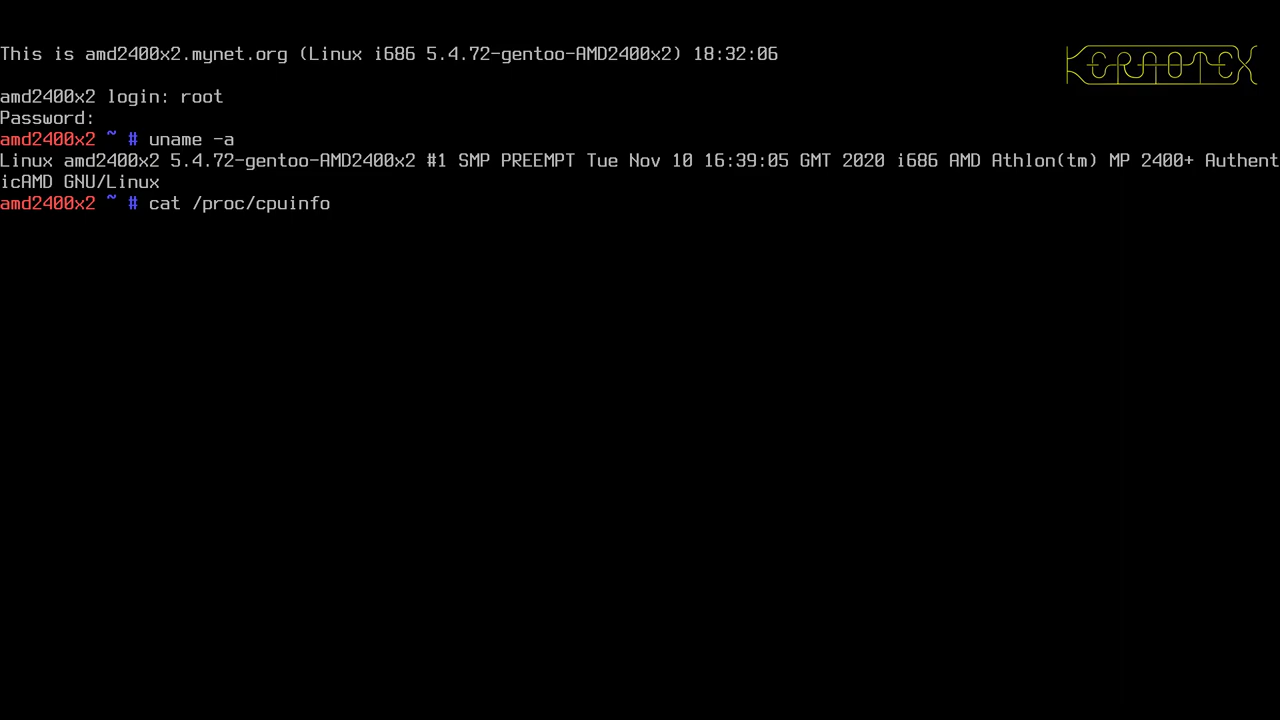 This is amd2400x2.mynet.org (Linux i686 5.4.72-gentoo-AMD2400x2) 18:32:06
KERAOTEX
amd2400x2 login: root
Password:
amd2400x2 ~ # uname -a
Linux amd2400x2 5.4.72-gentoo-AMD2400x2 #1 SMP PREEMPT Tue Nov 10 16:39:05 GMT 2020 i686 AMD Athlon(tm) MP 2400+ Authent
icAMD GNU/Linux
amd2400x2 ~ # cat /proc/cpuinfo